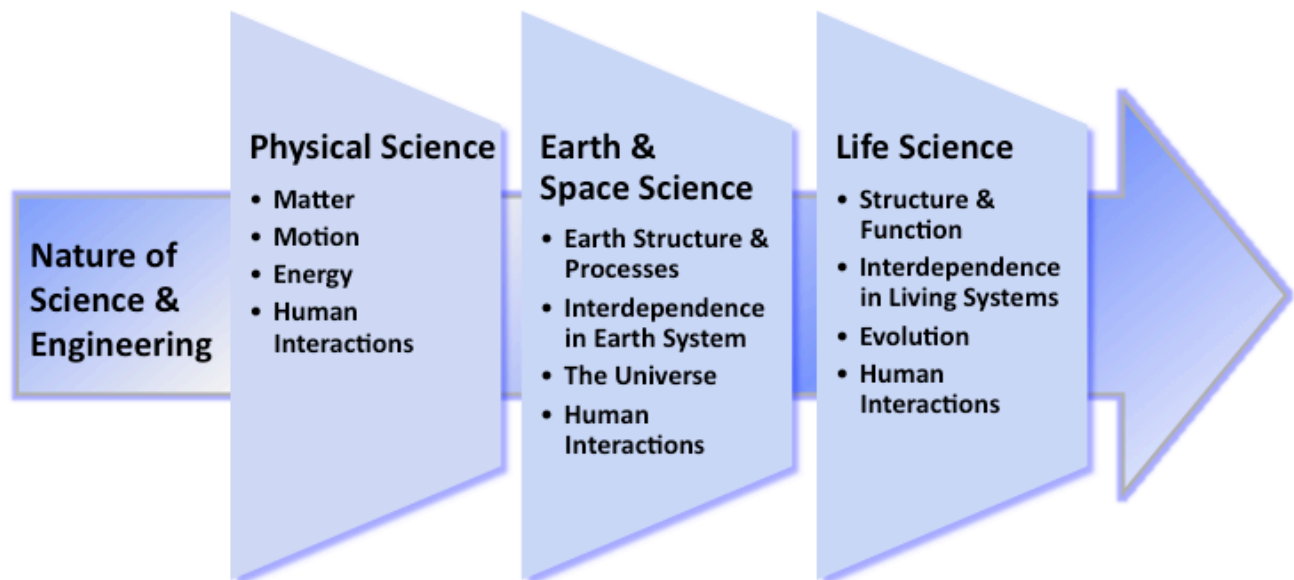 Nature of
Science &
Engineering
Physical Science
• Matter
• Motion
• Energy
• Human
Interactions
Earth &
Space Science
• Earth Structure &
Processes
• Interdependence
in Earth System
• The Universe
• Human
Interactions
Life Science
• Structure &
Function
• Interdependence
in Living Systems
• Evolution
• Human
Interactions